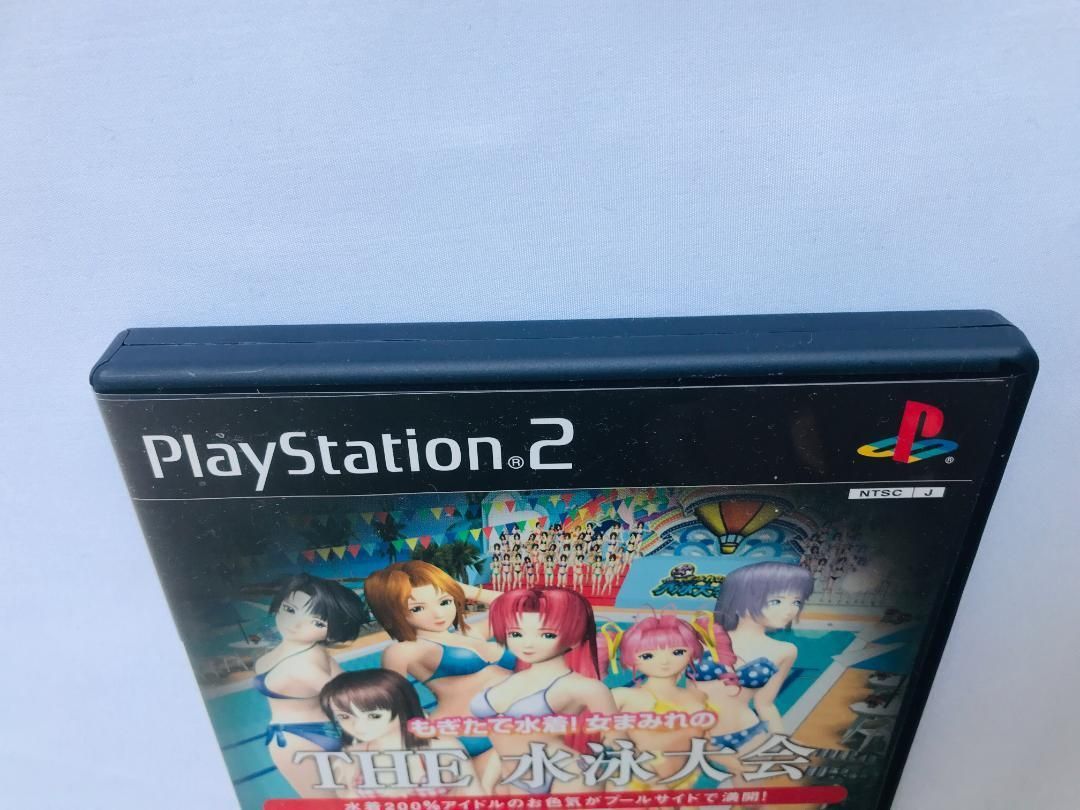 PlayStation®2
NTSC J
もぎたて水着!女まみれの
THE 水泳大会
水着200%アイドルのお色気がプールサイドで満開!